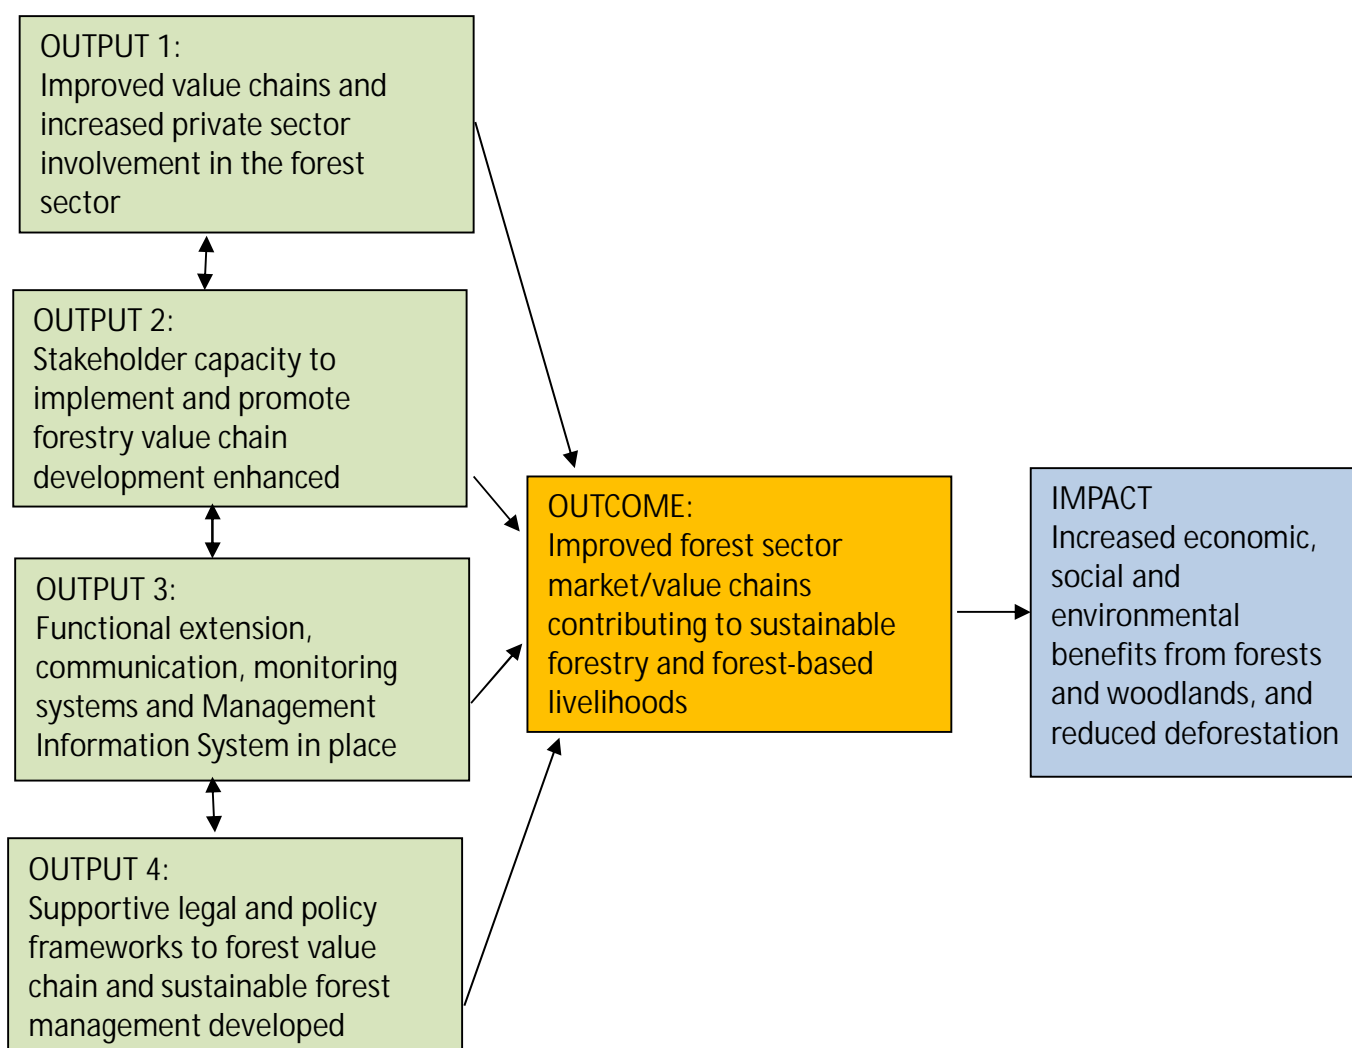 OUTPUT 1:
Improved value chains and
increased private sector
involvement in the forest
sector
OUTPUT 2:
Stakeholder capacity to
implement and promote
forestry value chain
development enhanced
OUTPUT 3:
Functional extension,
communication, monitoring
systems and Management
Information System in place
OUTPUT 4:
Supportive legal and policy
frameworks to forest value
chain and sustainable forest
management developed
OUTCOME:
Improved forest sector
market/value chains
contributing to sustainable
forestry and forest-based
livelihoods
IMPACT
Increased economic,
social and
environmental
benefits from forests
and woodlands, and
reduced deforestation